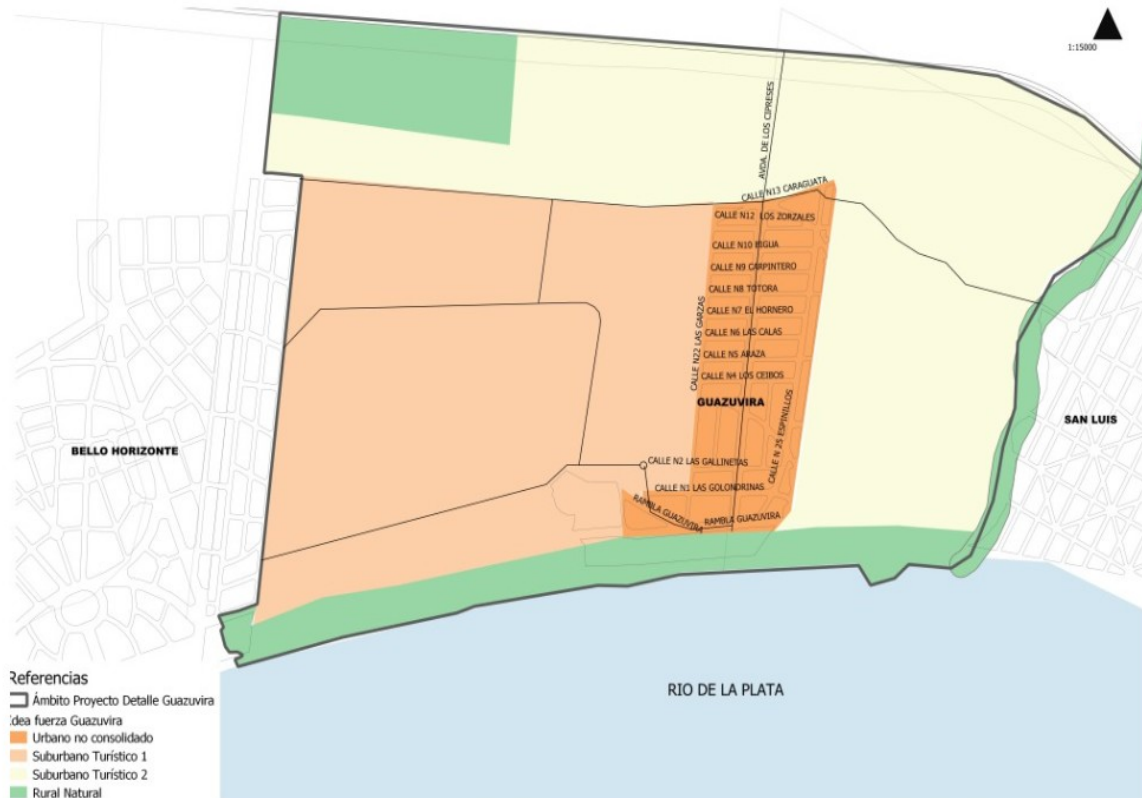 1:15000
AVDA. DE LOS CIPRESES
CALLE N13 CARAGUATA
CALLE N12 LOS ZORZALES
CALLE N10 BIGUA
CALLE N9 CARPINTERO
CALLE N8 TOTORA
CALLE N7 EL HORNERO
CALLE N22 LAS GARZAS
CALLE N6 LAS CALAS
CALLE N5 ARAZA
CALLE N4 LOS CEIBOS
GUAZUVIRA
CALLE N 25 ESPINILLOS
SAN LUIS
BELLO HORIZONTE
CALLE N2 LAS GALLINETAS
CALLE N1 LAS GOLONDRINAS
RAMBLA GUAZUVIRA
RAMBLA GUAZUVIRA
RIO DE LA PLATA
Referencias
Ámbito Proyecto Detalle Guazuvira
Idea fuerza Guazuvira
Urbano no consolidado
Suburbano Turístico 1
Suburbano Turístico 2
Rural Natural